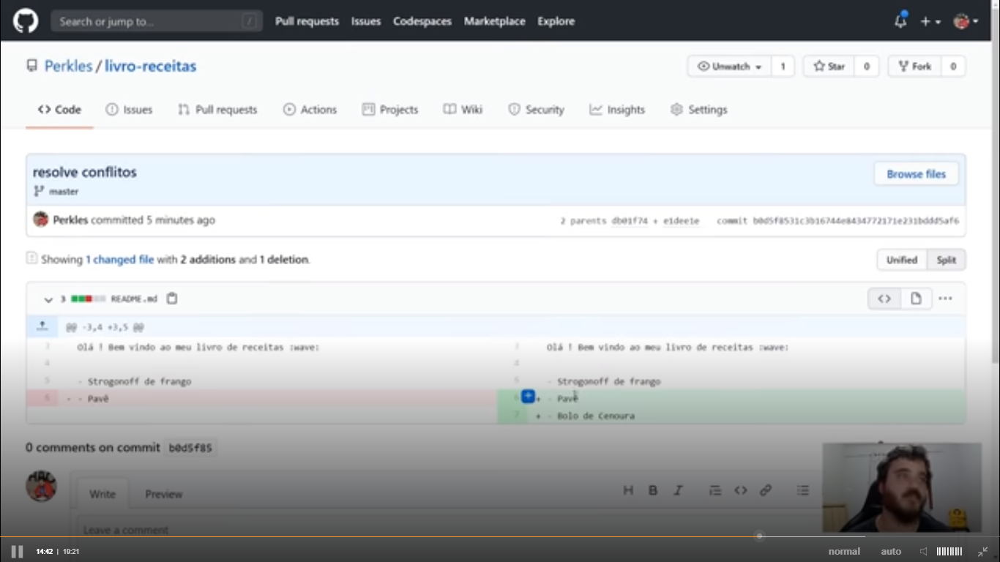 Search or jump to... / Pull requests Issues Codespaces Marketplace Explore
Perkles / livro-receitas Unwatch 1 Star 0 Fork 0
Code Issues Pull requests Actions Projects Wiki Security Insights Settings
resolve conflitos Browse files
master
Perkles committed 5 minutes ago 2 parents db01f74 + e1dee1e commit b0d5f8531c3b16744e8434772171e231bddd5af6
Showing 1 changed file with 2 additions and 1 deletion. Unified Split
3 README.md
@@ -3,4 +3,5 @@
3 Olá ! Bem vindo ao meu livro de receitas :wave: 3 Olá ! Bem vindo ao meu livro de receitas :wave:
4 4
5 - Strogonoff de frango 5 - Strogonoff de frango
6 - - Pavê 6 + - Pavê
7 + - Bolo de Cenoura
0 comments on commit b0d5f85
Write Preview H B I
Leave a comment
14:42 | 19:21 normal auto